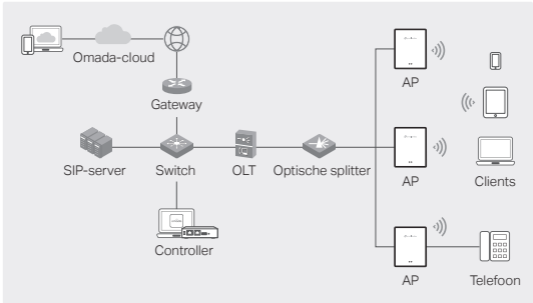 Omada-cloud
AP
Gateway
SIP-server
Switch
OLT
Optische splitter
AP
Clients
Controller
AP
Telefoon